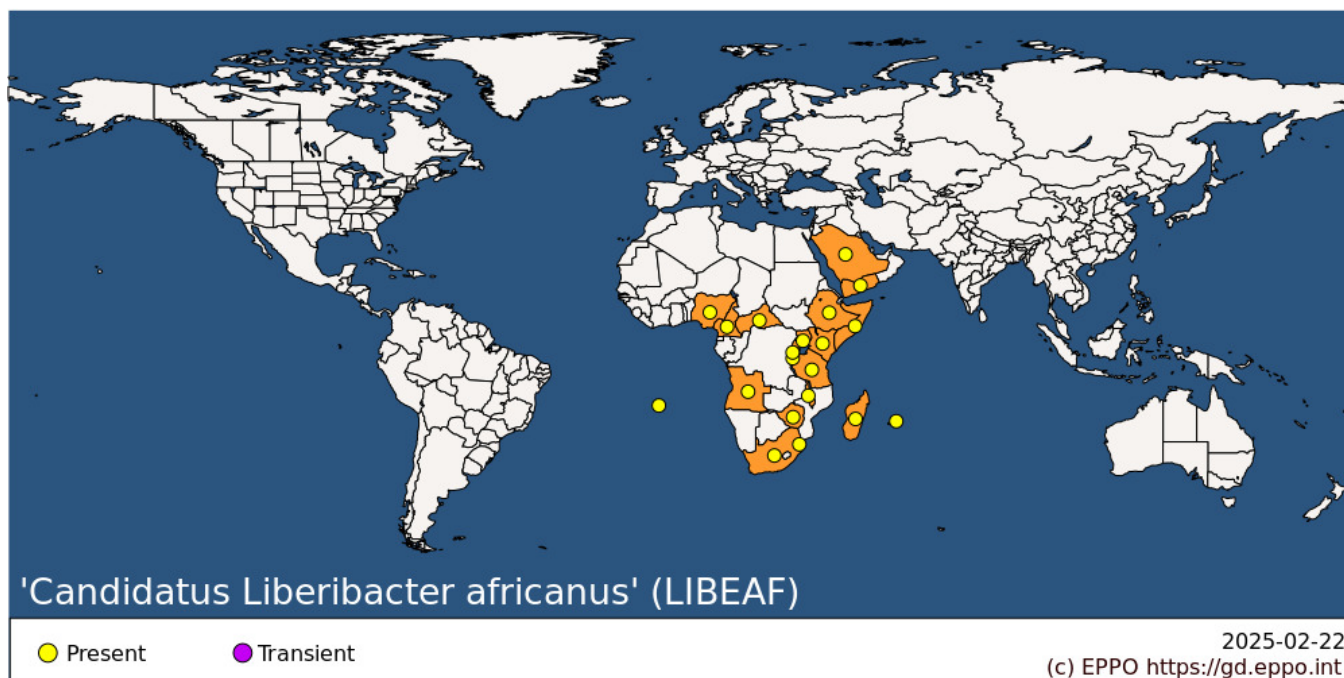 'Candidatus Liberibacter africanus' (LIBEAF)
Present
Transient
2025-02-22
(c) EPPO https://gd.eppo.int